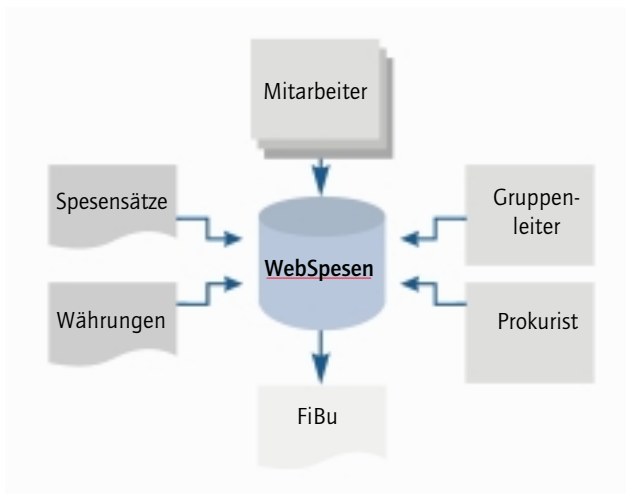 Mitarbeiter
Spesensätze
Gruppen-
leiter
WebSpesen
Währungen
Prokurist
FiBu